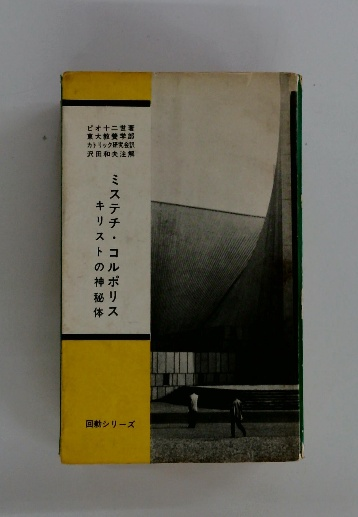 ピオ十二世著
東大教養学部
カトリック研究会訳
沢田和夫注解
ミステチ・コルポリス
キリストの神秘体
回勅シリーズ